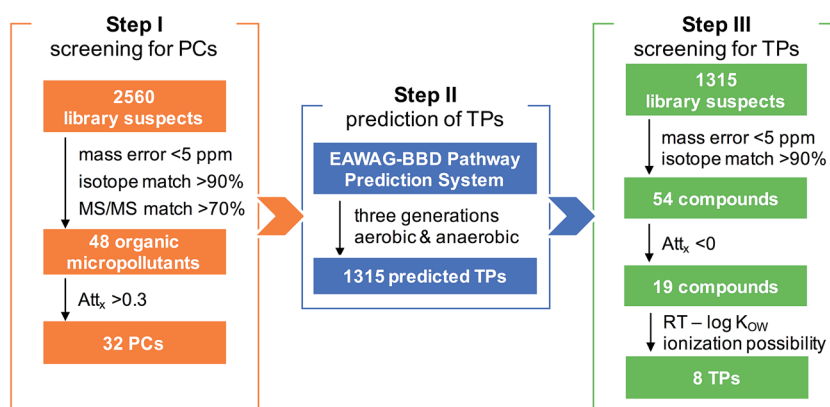 Step I
screening for PCs
2560
library suspects
mass error <5 ppm
isotope match >90%
MS/MS match >70%
48 organic
micropollutants
Attx >0.3
32 PCs
Step II
prediction of TPs
EAWAG-BBD Pathway
Prediction System
three generations
aerobic & anaerobic
1315 predicted TPs
Step III
screening for TPs
1315
library suspects
mass error <5 ppm
isotope match >90%
54 compounds
Attx <0
19 compounds
RT – log KOW
ionization possibility
8 TPs